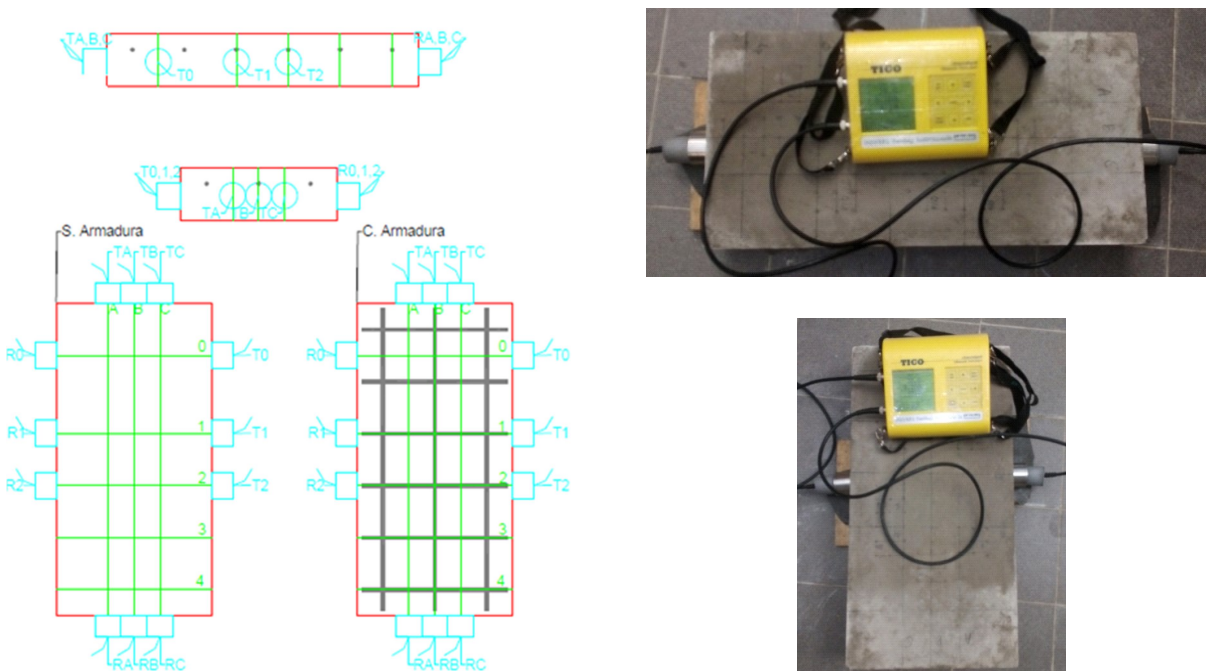 TA,B,C
RA,B,C
T0 T1 T2
T0,1,2
R0,1,2
TA TB TC
S. Armadura
TA TB TC
A B C
R0 0 T0
R1 1 T1
R2 2 T2
3
4
RA RB RC
C. Armadura
TA TB TC
A B C
R0 0 T0
R1 1 T1
R2 2 T2
3
4
RA RB RC
TICO
TICO